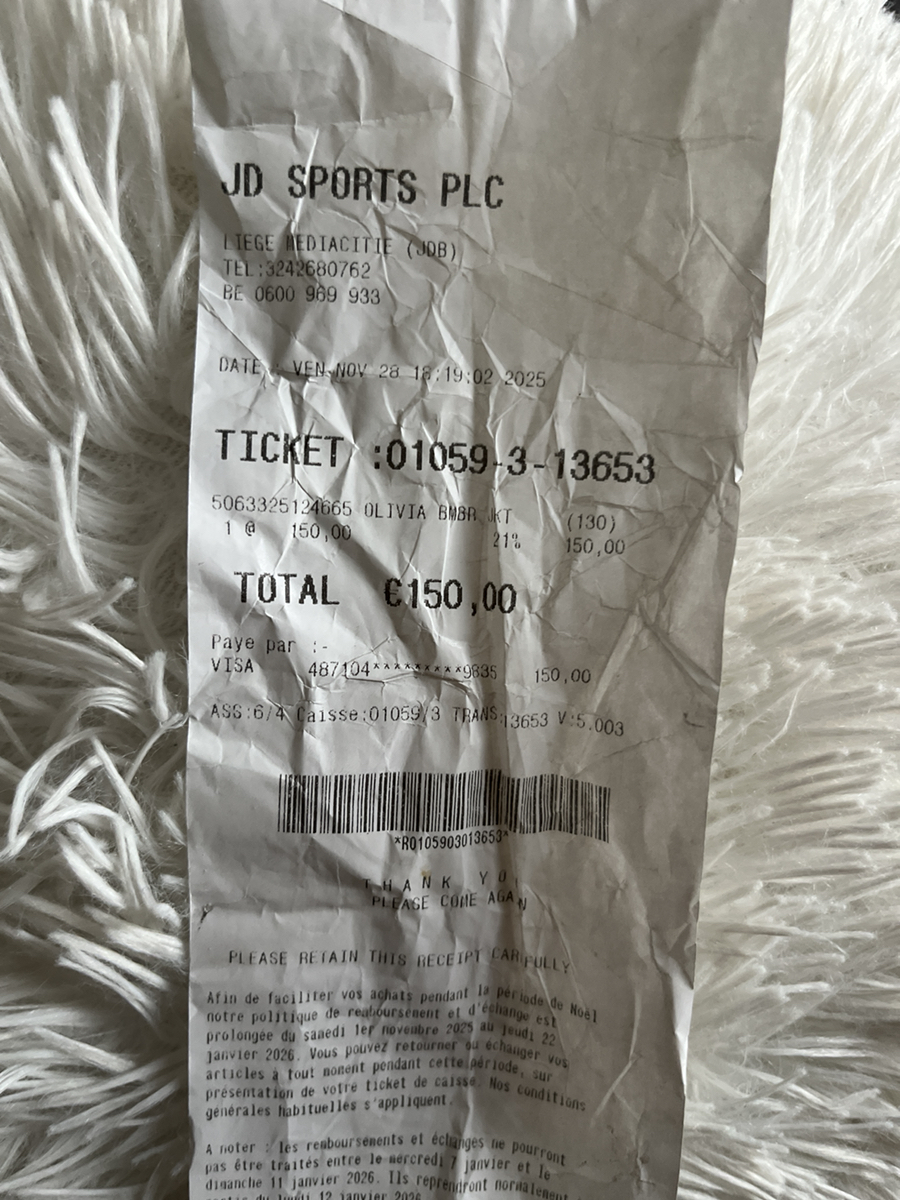 JD SPORTS PLC
LIEGE MEDIACITIE (JDB)
TEL:3242680762
BE 0600 969 933
DATE : VEN NOV 28 18:19:02 2025
TICKET :01059-3-13653
5063325124665 OLIVIA BMBR JKT (130)
1 @ 150,00 21% 150,00
TOTAL €150,00
Paye par :-
VISA 487104*********9835 150,00
ASS:6/4 Caisse:01059/3 TRANS:13653 V:5.003
*R0105903013653*
THANK YOU
PLEASE COME AGAIN
PLEASE RETAIN THIS RECEIPT CAREFULLY
Afin de faciliter vos achats pendant la période de Noël
notre politique de remboursement et d'échange est
prolongée du samedi 1er novembre 2025 au jeudi 22
janvier 2026. Vous pouvez retourner ou échanger vos
articles à tout moment pendant cette période, sur
présentation de votre ticket de caisse. Nos conditions
générales habituelles s'appliquent.
A noter : les remboursements et échanges ne pourront
pas être traités entre le mercredi 7 janvier et le
dimanche 11 janvier 2026. Ils reprendront normalement
partir du lundi 12 janvier 2026